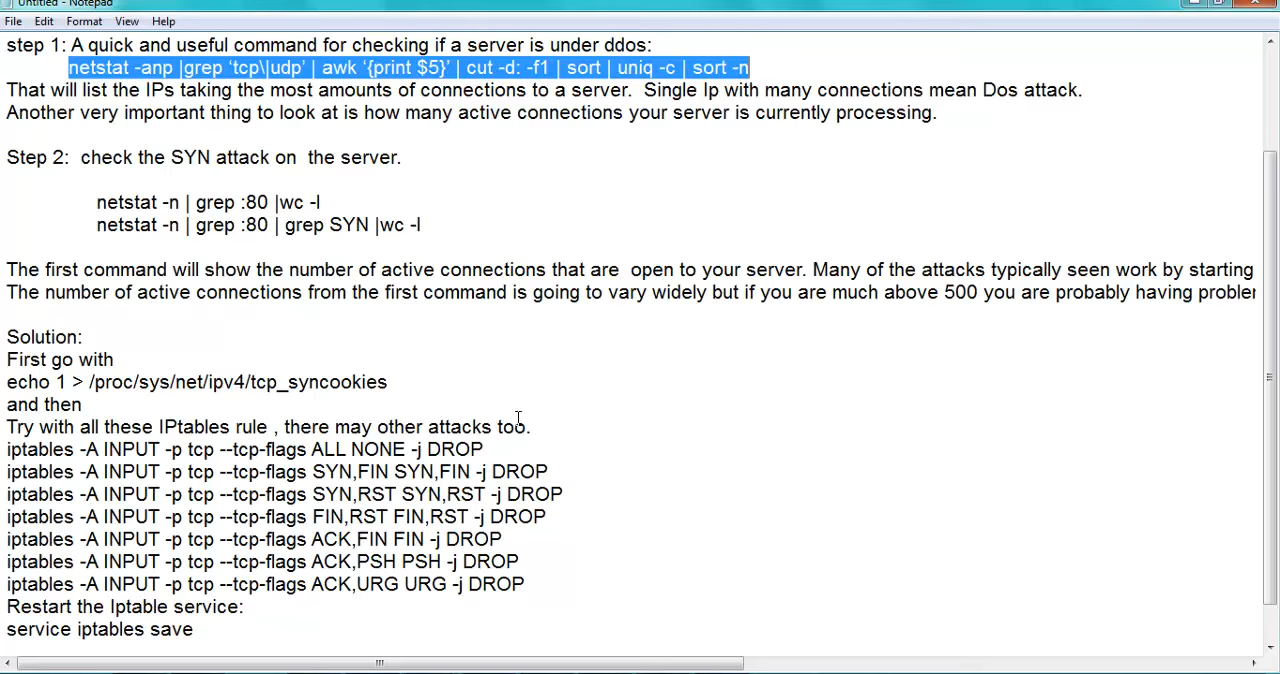 Untitled - Notepad
File Edit Format View Help
step 1: A quick and useful command for checking if a server is under ddos:
netstat -anp |grep ‘tcp\|udp’ | awk ‘{print $5}’ | cut -d: -f1 | sort | uniq -c | sort -n
That will list the IPs taking the most amounts of connections to a server.  Single Ip with many connections mean Dos attack.
Another very important thing to look at is how many active connections your server is currently processing.
Step 2:  check the SYN attack on  the server.
netstat -n | grep :80 |wc -l
netstat -n | grep :80 | grep SYN |wc -l
The first command will show the number of active connections that are  open to your server. Many of the attacks typically seen work by starting
The number of active connections from the first command is going to vary widely but if you are much above 500 you are probably having
Solution:
First go with
echo 1 > /proc/sys/net/ipv4/tcp_syncookies
and then
Try with all these IPtables rule , there may other attacks too.
iptables -A INPUT -p tcp --tcp-flags ALL NONE -j DROP
iptables -A INPUT -p tcp --tcp-flags SYN,FIN SYN,FIN -j DROP
iptables -A INPUT -p tcp --tcp-flags SYN,RST SYN,RST -j DROP
iptables -A INPUT -p tcp --tcp-flags FIN,RST FIN,RST -j DROP
iptables -A INPUT -p tcp --tcp-flags ACK,FIN FIN -j DROP
iptables -A INPUT -p tcp --tcp-flags ACK,PSH PSH -j DROP
iptables -A INPUT -p tcp --tcp-flags ACK,URG URG -j DROP
Restart the Iptable service:
service iptables save